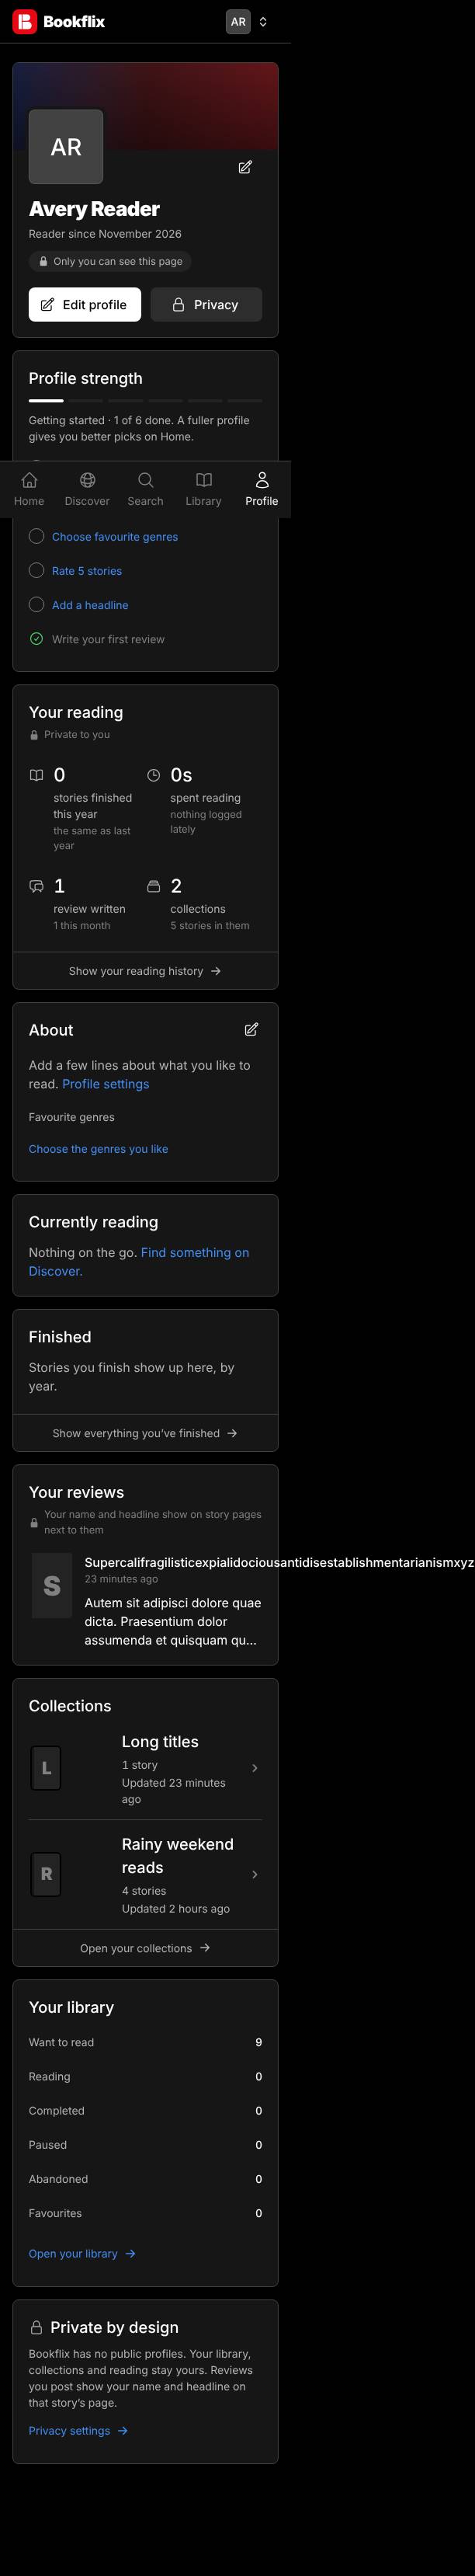 Bookflix
AR
AR
Avery Reader
Reader since November 2026
Only you can see this page
Edit profile
Privacy
Profile strength
Getting started · 1 of 6 done. A fuller profile
gives you better picks on Home.
Home
Discover
Search
Library
Profile
Choose favourite genres
Rate 5 stories
Add a headline
Write your first review
Your reading
Private to you
0
stories finished
this year
the same as last
year
0s
spent reading
nothing logged
lately
1
review written
1 this month
2
collections
5 stories in them
Show your reading history
About
Add a few lines about what you like to
read. Profile settings
Favourite genres
Choose the genres you like
Currently reading
Nothing on the go. Find something on
Discover.
Finished
Stories you finish show up here, by
year.
Show everything you’ve finished
Your reviews
Your name and headline show on story pages
next to them
S
Supercalifragilisticexpialidociousantidisestablishmentarianismxyz
23 minutes ago
Autem sit adipisci dolore quae
dicta. Praesentium dolor
assumenda et quisquam qu…
Collections
L
Long titles
1 story
Updated 23 minutes
ago
R
Rainy weekend
reads
4 stories
Updated 2 hours ago
Open your collections
Your library
Want to read 9
Reading 0
Completed 0
Paused 0
Abandoned 0
Favourites 0
Open your library
Private by design
Bookflix has no public profiles. Your library,
collections and reading stay yours. Reviews
you post show your name and headline on
that story’s page.
Privacy settings